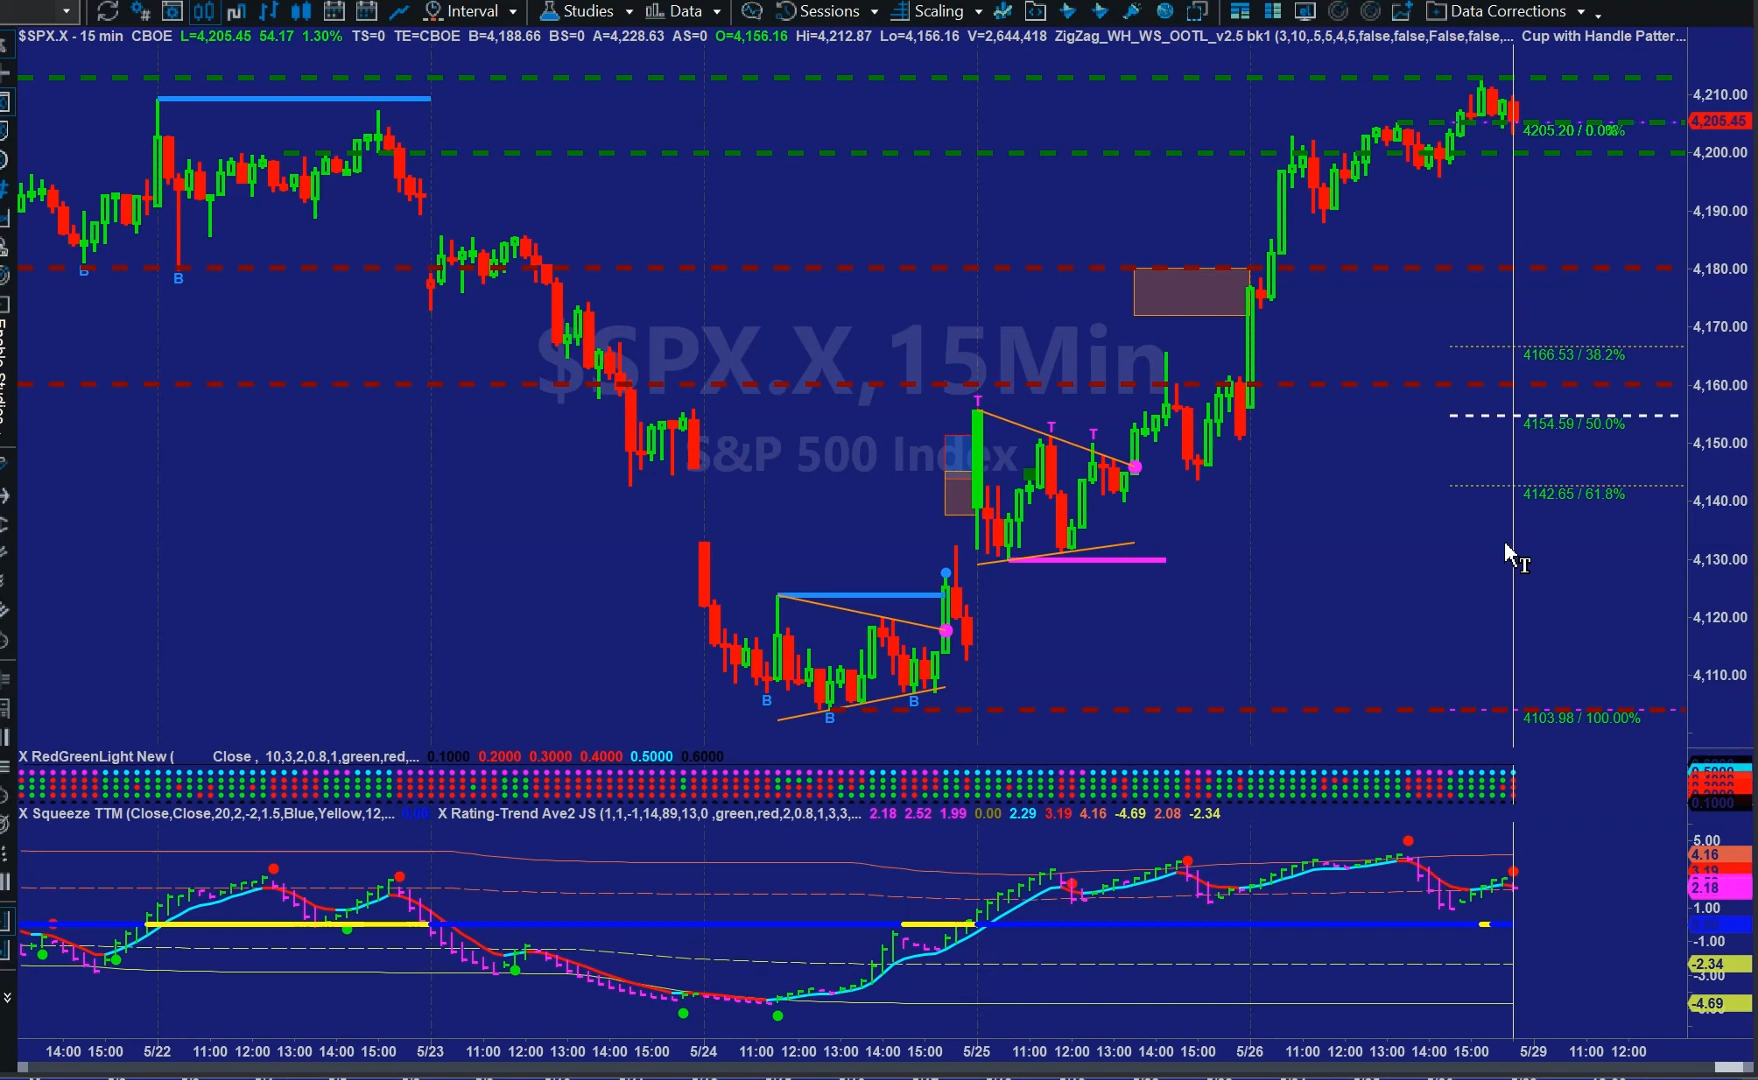 Interval
Studies
Data
Sessions
Scaling
Data Corrections
$SPX.X - 15 min CBOE L=4,205.45 54.17 1.30% TS=0 TE=CBOE B=4,188.66 BS=0 A=4,228.63 AS=0 O=4,156.16 Hi=4,212.87 Lo=4,156.16 V=2,644,418 ZigZag_WH_WS_OOTL_v2.5 bk1 (3,10,.5,5,4,5,false,false,False,false,... Cup with Handle Patter...
4,210.00
4,205.45
4205.20 / 0.00%
4,200.00
4,190.00
B
B
4,180.00
4,170.00
$SPX.X,15Min
4166.53 / 38.2%
4,160.00
T
4154.59 / 50.0%
T
T
4,150.00
S&P 500 Index
4142.65 / 61.8%
4,140.00
4,130.00
T
4,120.00
4,110.00
B
B
B
4103.98 / 100.00%
X RedGreenLight New ( Close , 10,3,2,0.8,1,green,red,... 0.1000 0.2000 0.3000 0.4000 0.5000 0.6000
0.1000
X Squeeze TTM (Close,Close,20,2,-2,1.5,Blue,Yellow,12,... 0.00 X Rating-Trend Ave2 JS (1,1,-1,14,89,13,0 ,green,red,2,0.8,1,3,3,... 2.18 2.52 1.99 0.00 2.29 3.19 4.16 -4.69 2.08 -2.34
5.00
4.16
3.19
2.18
1.00
-1.00
-2.34
-3.00
-4.69
14:00 15:00 5/22 11:00 12:00 13:00 14:00 15:00 5/23 11:00 12:00 13:00 14:00 15:00 5/24 11:00 12:00 13:00 14:00 15:00 5/25 11:00 12:00 13:00 14:00 15:00 5/26 11:00 12:00 13:00 14:00 15:00 5/29 11:00 12:00